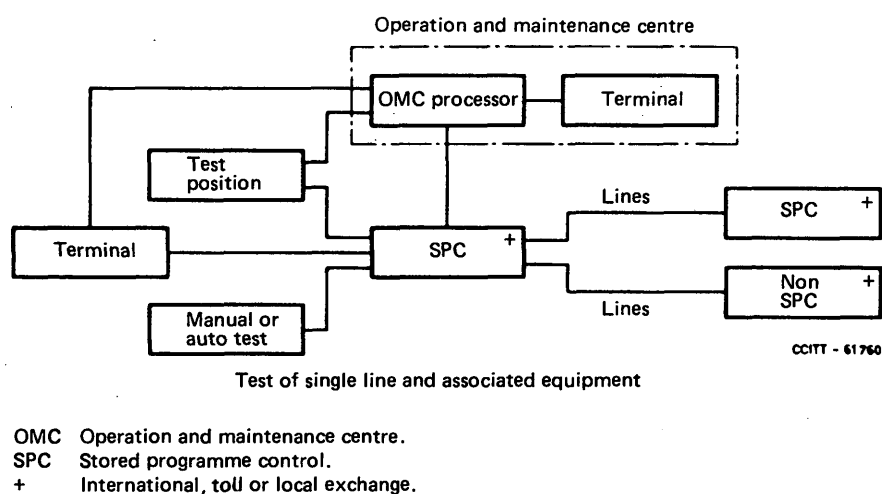 Operation and maintenance centre
OMC processor
Terminal
Test
position
Lines
SPC +
Terminal
SPC +
Non +
SPC
Manual or
auto test
Lines
CCITT - 61760
Test of single line and associated equipment
OMC Operation and maintenance centre.
SPC Stored programme control.
+ International, toll or local exchange.